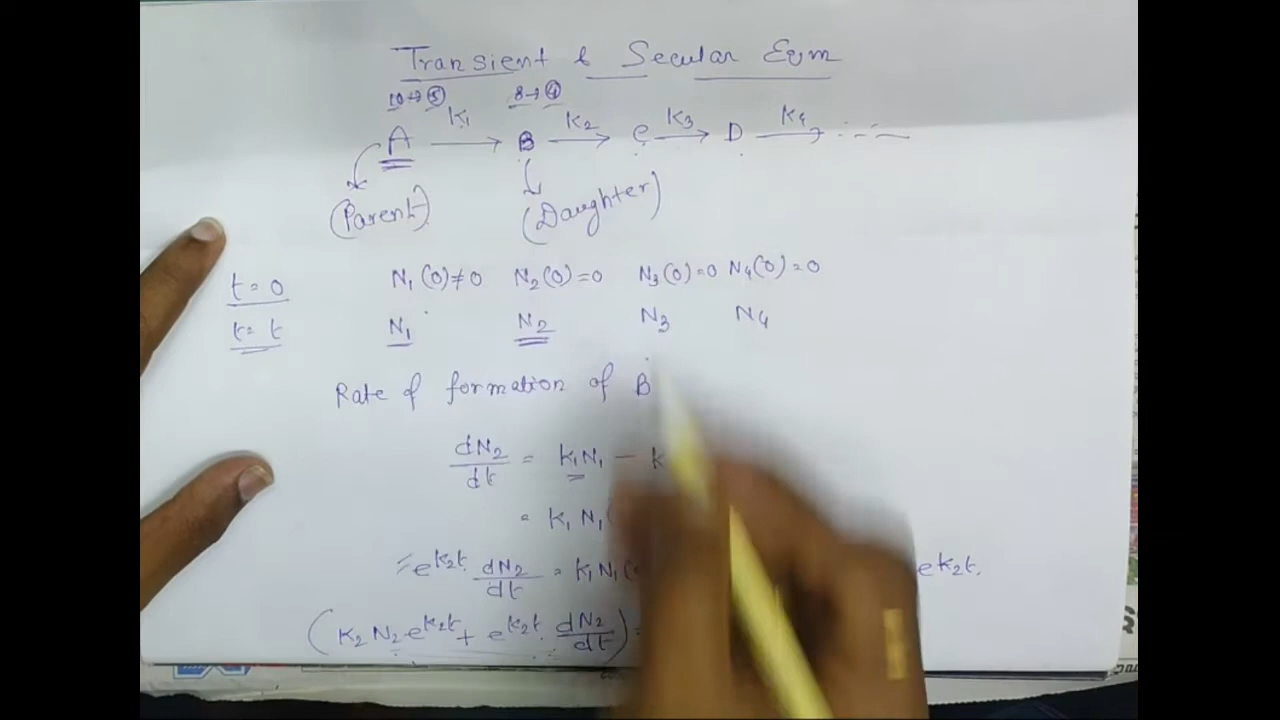 Transient & Secular Eqm
10→⑤ 8→④
A K₁→ B K₂→ C K₃→ D K₄→
(Parent) (Daughter)
t=0 N₁(0)≠0 N₂(0)=0 N₃(0)=0 N₄(0)=0
t=t N₁ N₂ N₃ N₄
Rate of formation of B
dN₂/dt = K₁N₁ – K
= K₁N₁(
= e^K₂t. dN₂/dt = K₁N₁( e^K₂t.
(K₂N₂e^K₂t + e^K₂t. dN₂/dt) =